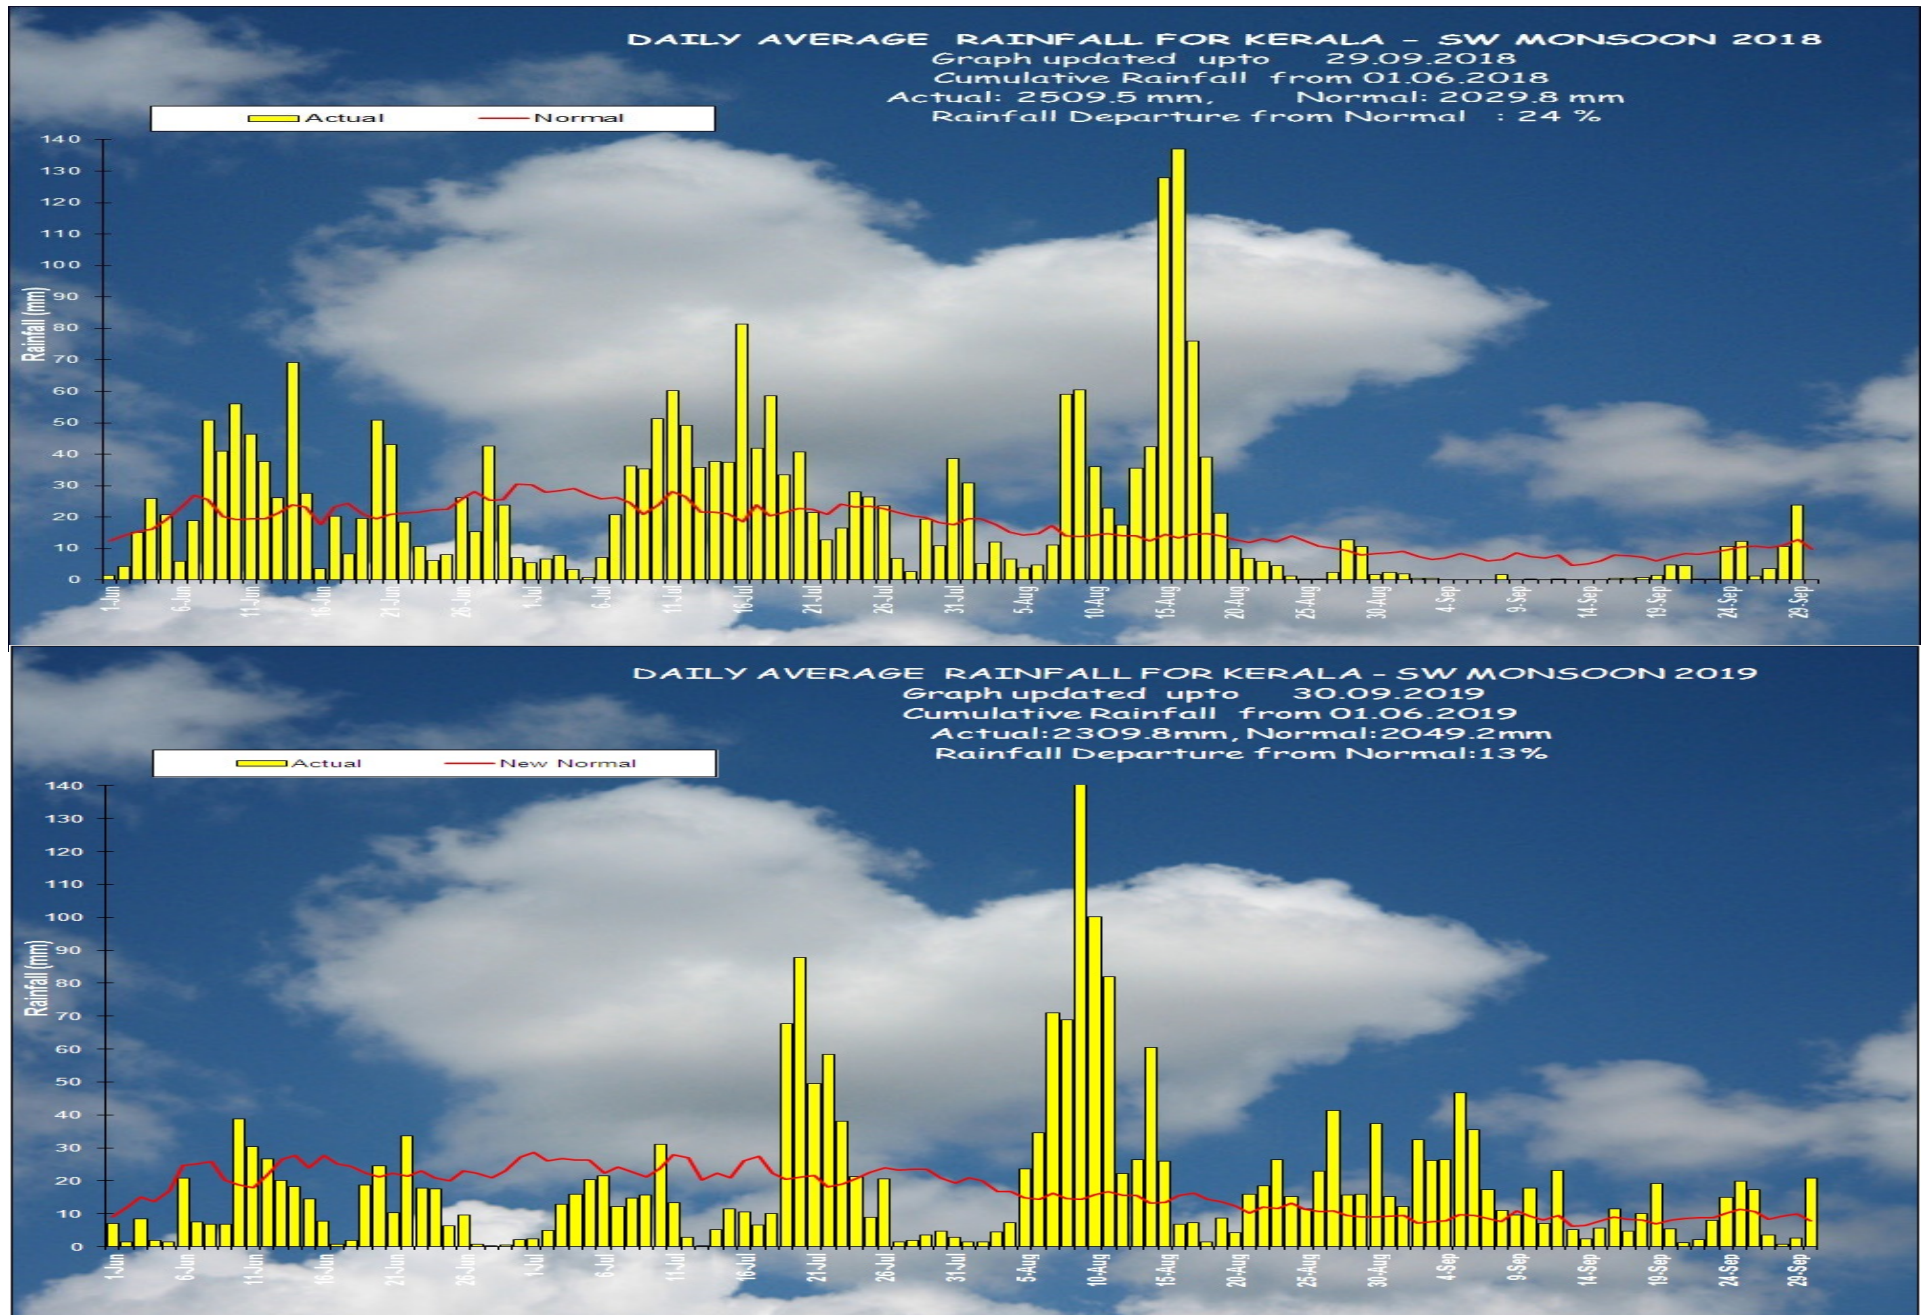 DAILY AVERAGE RAINFALL FOR KERALA - SW MONSOON 2018
Graph updated upto 29.09.2018
Cumulative Rainfall from 01.06.2018
Actual: 2509.5 mm, Normal: 2029.8 mm
Rainfall Departure from Normal : 24 %
Actual Normal
140
130
120
110
100
90
80
70
60
50
40
30
20
10
0
Rainfall (mm)
1-Jun 6-Jun 11-Jun 16-Jun 21-Jun 26-Jun 1-Jul 6-Jul 11-Jul 16-Jul 21-Jul 26-Jul 31-Jul 5-Aug 10-Aug 15-Aug 20-Aug 25-Aug 30-Aug 4-Sep 9-Sep 14-Sep 19-Sep 24-Sep 29-Sep
DAILY AVERAGE RAINFALL FOR KERALA - SW MONSOON 2019
Graph updated upto 30.09.2019
Cumulative Rainfall from 01.06.2019
Actual:2309.8mm, Normal:2049.2mm
Rainfall Departure from Normal:13%
Actual New Normal
140
130
120
110
100
90
80
70
60
50
40
30
20
10
0
Rainfall (mm)
1-Jun 6-Jun 11-Jun 16-Jun 21-Jun 26-Jun 1-Jul 6-Jul 11-Jul 16-Jul 21-Jul 26-Jul 31-Jul 5-Aug 10-Aug 15-Aug 20-Aug 25-Aug 30-Aug 4-Sep 9-Sep 14-Sep 19-Sep 24-Sep 29-Sep